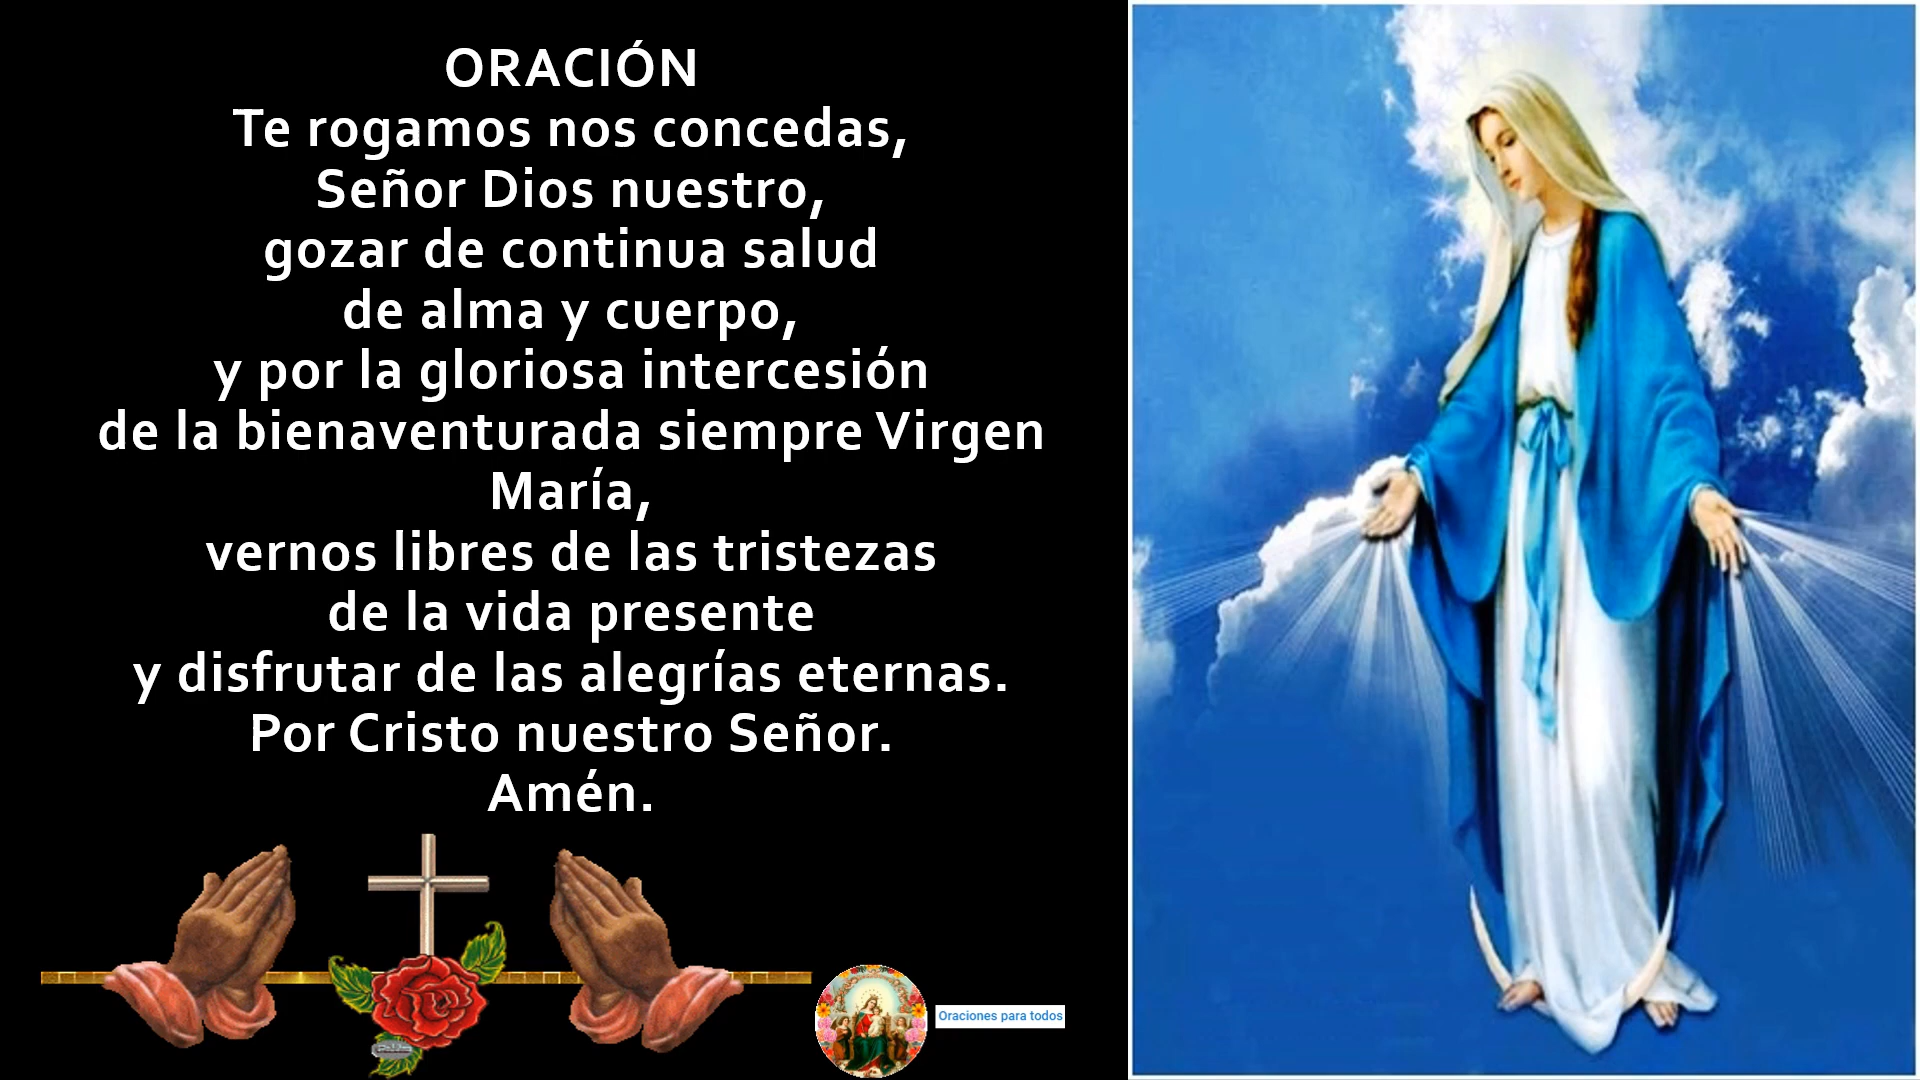 ORACIÓN
Te rogamos nos concedas,
Señor Dios nuestro,
gozar de continua salud
de alma y cuerpo,
y por la gloriosa intercesión
de la bienaventurada siempre Virgen
María,
vernos libres de las tristezas
de la vida presente
y disfrutar de las alegrías eternas.
Por Cristo nuestro Señor.
Amén.
Oraciones para todos